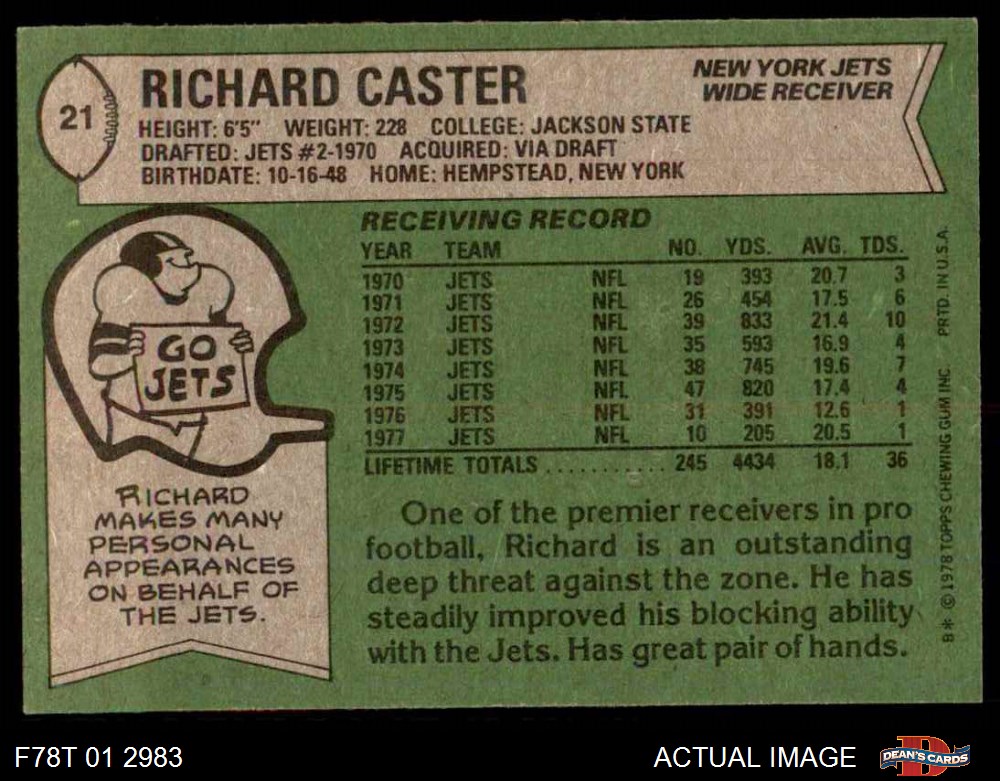 21
RICHARD CASTER
NEW YORK JETS
WIDE RECEIVER
HEIGHT: 6'5" WEIGHT: 228 COLLEGE: JACKSON STATE
DRAFTED: JETS #2-1970 ACQUIRED: VIA DRAFT
BIRTHDATE: 10-16-48 HOME: HEMPSTEAD, NEW YORK
GO
JETS
RICHARD
MAKES MANY
PERSONAL
APPEARANCES
ON BEHALF OF
THE JETS.
RECEIVING RECORD
YEAR TEAM NO. YDS. AVG. TDS.
1970 JETS NFL 19 393 20.7 3
1971 JETS NFL 26 454 17.5 6
1972 JETS NFL 39 833 21.4 10
1973 JETS NFL 35 593 16.9 4
1974 JETS NFL 38 745 19.6 7
1975 JETS NFL 47 820 17.4 4
1976 JETS NFL 31 391 12.6 1
1977 JETS NFL 10 205 20.5 1
LIFETIME TOTALS ........... 245 4434 18.1 36
One of the premier receivers in pro
football, Richard is an outstanding
deep threat against the zone. He has
steadily improved his blocking ability
with the Jets. Has great pair of hands.
B* © 1978 TOPPS CHEWING GUM INC. PRTD. IN U.S.A.
F78T 01 2983
ACTUAL IMAGE
DEAN'S CARDS